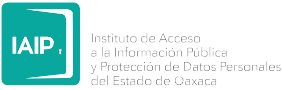 IAIP
Instituto de Acceso
a la Información Pública
y Protección de Datos Personales
del Estado de Oaxaca